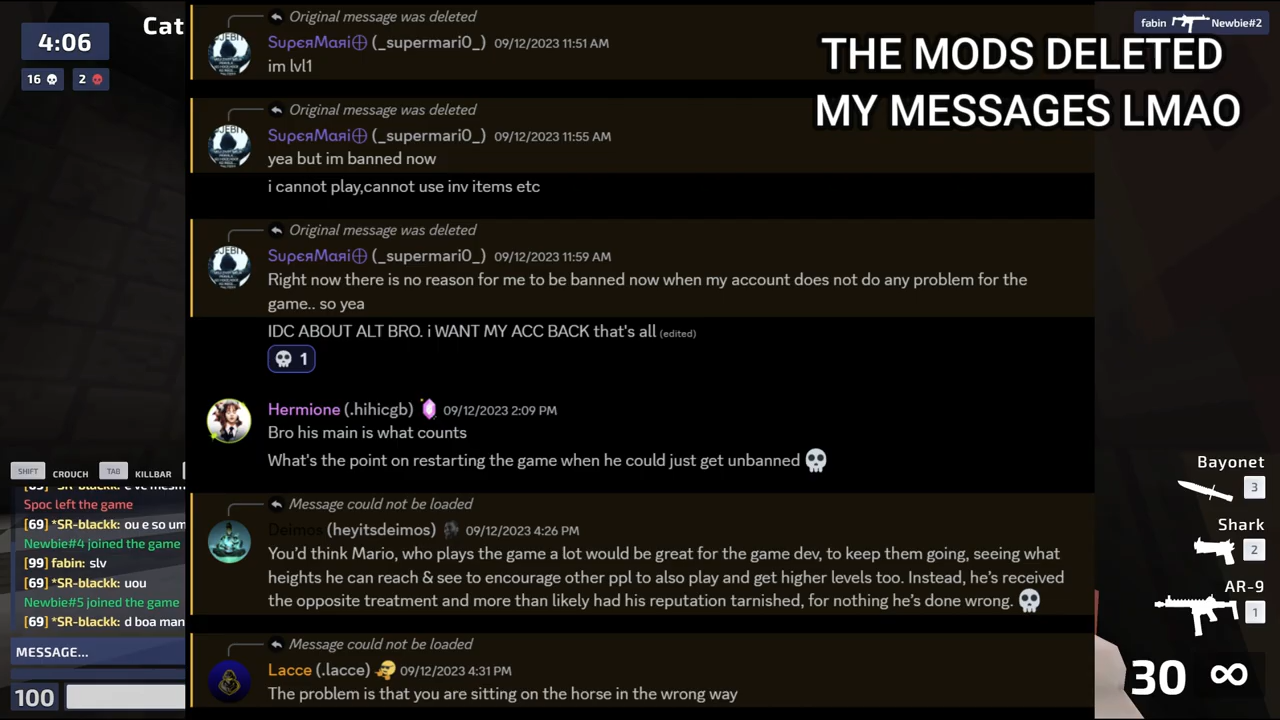 4:06
Cat
16
2
fabin Newbie#2
THE MODS DELETED
MY MESSAGES LMAO
Original message was deleted
SυρєяMαяi⨁ (_supermari0_) 09/12/2023 11:51 AM
im lvl1
Original message was deleted
SυρєяMαяi⨁ (_supermari0_) 09/12/2023 11:55 AM
yea but im banned now
i cannot play,cannot use inv items etc
Original message was deleted
SυρєяMαяi⨁ (_supermari0_) 09/12/2023 11:59 AM
Right now there is no reason for me to be banned now when my account does not do any problem for the
game.. so yea
IDC ABOUT ALT BRO. i WANT MY ACC BACK that's all (edited)
1
Hermione (.hihicgb) 09/12/2023 2:09 PM
Bro his main is what counts
What's the point on restarting the game when he could just get unbanned
Message could not be loaded
Deimos (heyitsdeimos) 09/12/2023 4:26 PM
You'd think Mario, who plays the game a lot would be great for the game dev, to keep them going, seeing what
heights he can reach & see to encourage other ppl to also play and get higher levels too. Instead, he's received
the opposite treatment and more than likely had his reputation tarnished, for nothing he's done wrong.
Message could not be loaded
Lacce (.lacce) 09/12/2023 4:31 PM
The problem is that you are sitting on the horse in the wrong way
SHIFT CROUCH TAB KILLBAR
Spoc left the game
[69] *SR-blackk: ou e so um
Newbie#4 joined the game
[99] fabin: slv
[69] *SR-blackk: uou
Newbie#5 joined the game
[69] *SR-blackk: d boa man
MESSAGE...
100
Bayonet
3
Shark
2
AR-9
1
30 ∞